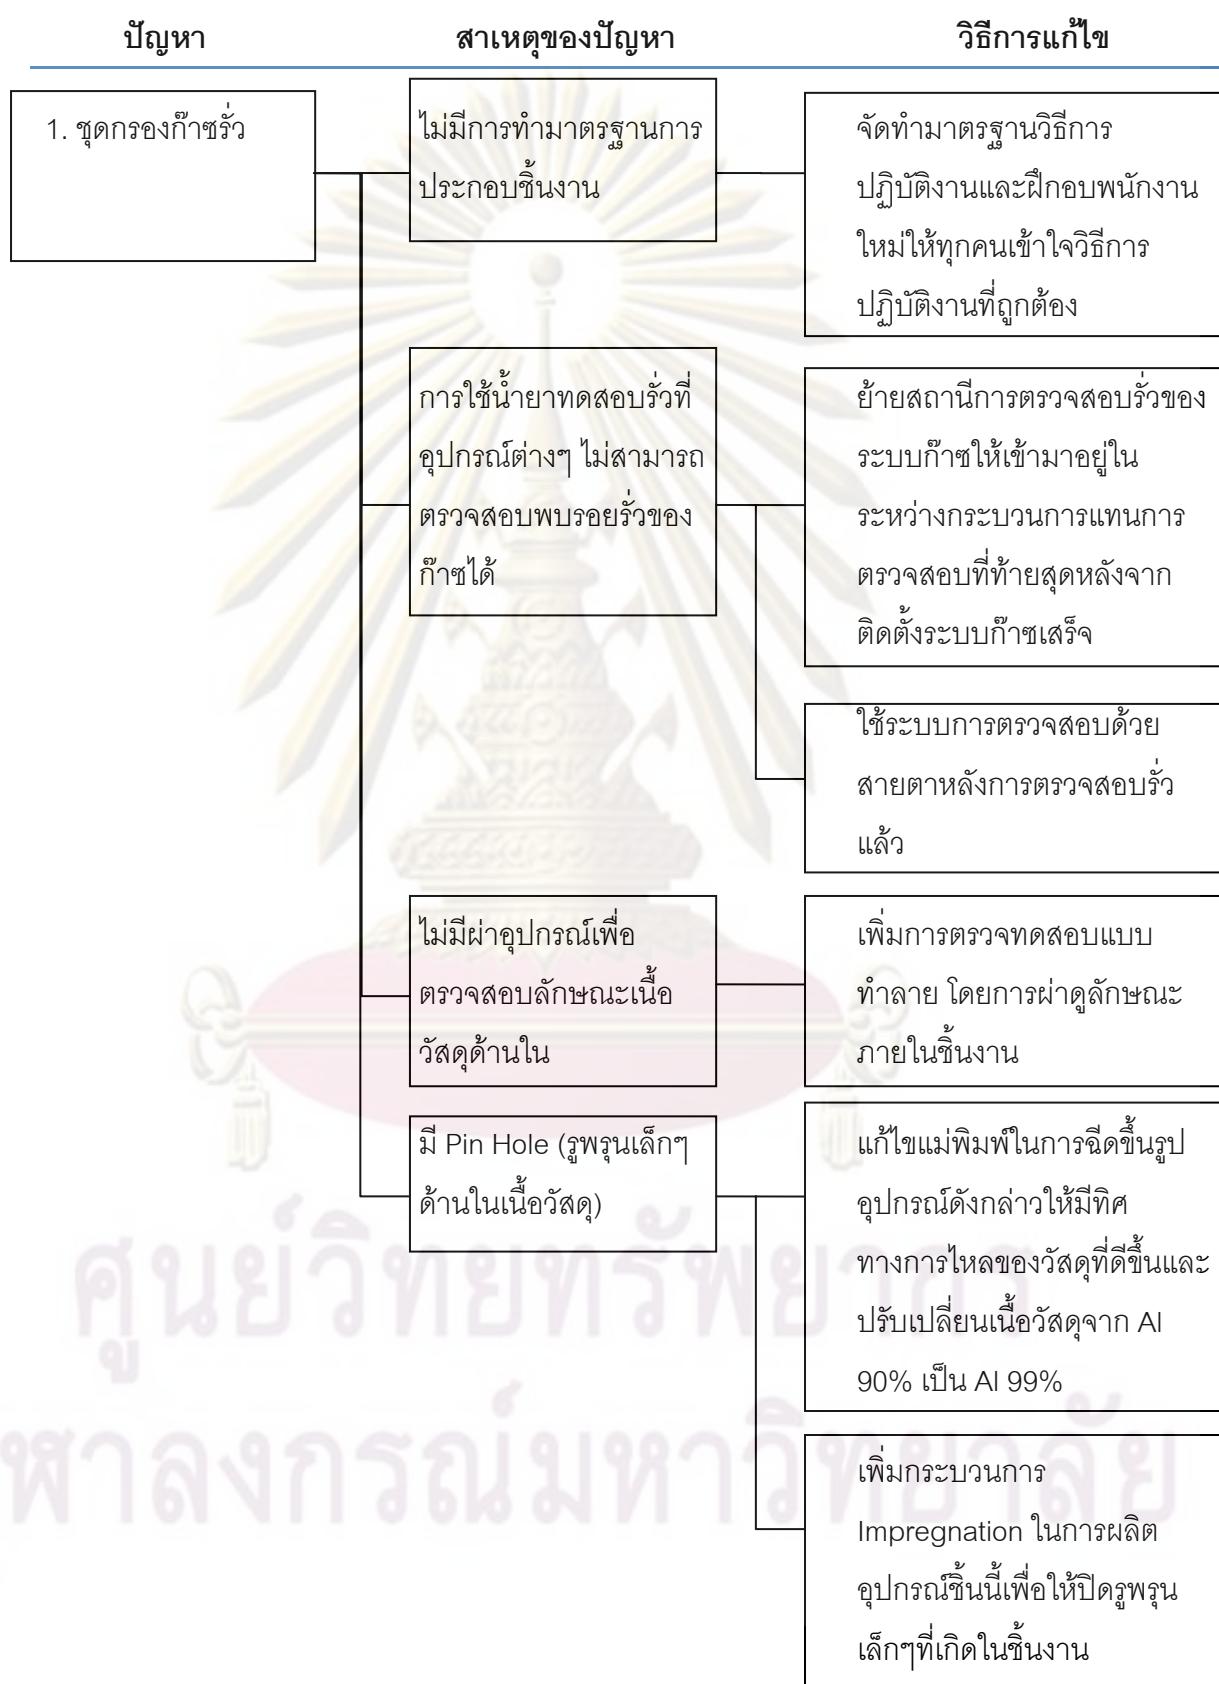 ปัญหา สาเหตุของปัญหา วิธีการแก้ไข
1. ชุดกรองก๊าซรั่ว
ไม่มีการทำมาตรฐานการ
ประกอบชิ้นงาน
จัดทำมาตรฐานวิธีการ
ปฏิบัติงานและฝึกอบพนักงาน
ใหม่ให้ทุกคนเข้าใจวิธีการ
ปฏิบัติงานที่ถูกต้อง
การใช้น้ำยาทดสอบรั่วที่
อุปกรณ์ต่างๆ ไม่สามารถ
ตรวจสอบพบรอยรั่วของ
ก๊าซได้
ย้ายสถานีการตรวจสอบรั่วของ
ระบบก๊าซให้เข้ามาอยู่ใน
ระหว่างกระบวนการแทนการ
ตรวจสอบที่ท้ายสุดหลังจาก
ติดตั้งระบบก๊าซเสร็จ
ใช้ระบบการตรวจสอบด้วย
สายตาหลังการตรวจสอบรั่ว
แล้ว
ไม่มีผ่าอุปกรณ์เพื่อ
ตรวจสอบลักษณะเนื้อ
วัสดุด้านใน
เพิ่มการตรวจทดสอบแบบ
ทำลาย โดยการผ่าดูลักษณะ
ภายในชิ้นงาน
มี Pin Hole (รูพรุนเล็กๆ
ด้านในเนื้อวัสดุ)
แก้ไขแม่พิมพ์ในการฉีดขึ้นรูป
อุปกรณ์ดังกล่าวให้มีทิศ
ทางการไหลของวัสดุที่ดีขึ้นและ
ปรับเปลี่ยนเนื้อวัสดุจาก Al
90% เป็น Al 99%
เพิ่มกระบวนการ
Impregnation ในการผลิต
อุปกรณ์ชิ้นนี้เพื่อให้ปิดรูพรุน
เล็กๆที่เกิดในชิ้นงาน
ศูนย์วิทยทรัพยากร
ฬาลงกรณ์มหาวิทยาลัย